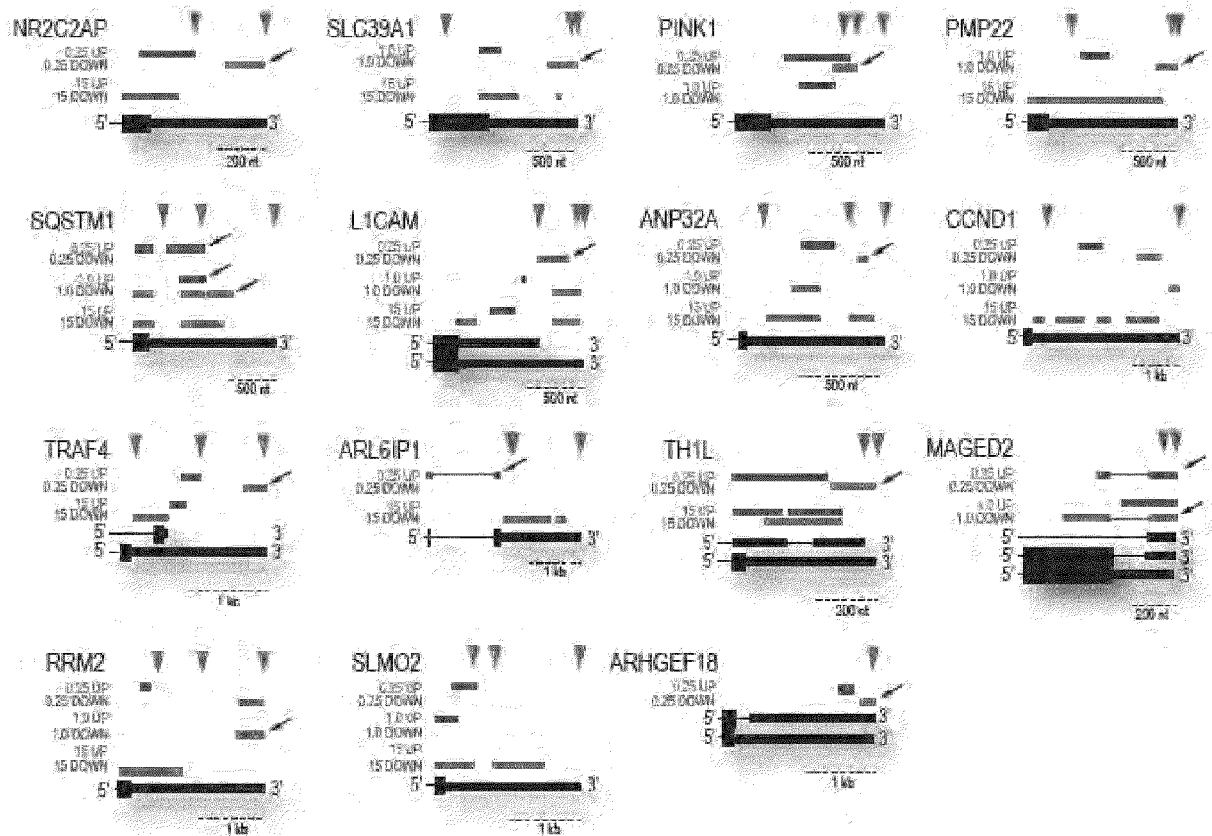 NR2C2AP
0.25 UP
0.25 DOWN
15 UP
15 DOWN
5' 3'
200 nt
SLC39A1
1.0 UP
1.0 DOWN
15 UP
15 DOWN
5' 3'
500 nt
PINK1
0.25 UP
0.25 DOWN
1.0 UP
1.0 DOWN
5' 3'
500 nt
PMP22
1.0 UP
1.0 DOWN
15 UP
15 DOWN
5' 3'
500 nt
SQSTM1
0.25 UP
0.25 DOWN
1.0 UP
1.0 DOWN
15 UP
15 DOWN
5' 3'
500 nt
L1CAM
0.25 UP
0.25 DOWN
1.0 UP
1.0 DOWN
15 UP
15 DOWN
5' 3'
5' 3'
500 nt
ANP32A
0.25 UP
0.25 DOWN
1.0 UP
1.0 DOWN
15 UP
15 DOWN
5' 3'
500 nt
CCND1
0.25 UP
0.25 DOWN
1.0 UP
1.0 DOWN
15 UP
15 DOWN
5' 3'
1 kb
TRAF4
0.25 UP
0.25 DOWN
15 UP
15 DOWN
5' 3'
5' 3'
1 kb
ARL6IP1
0.25 UP
0.25 DOWN
15 UP
15 DOWN
5' 3'
1 kb
TH1L
0.25 UP
0.25 DOWN
15 UP
15 DOWN
5' 3'
5' 3'
200 nt
MAGED2
0.25 UP
0.25 DOWN
1.0 UP
1.0 DOWN
5' 3'
5' 3'
5' 3'
200 nt
RRM2
0.25 UP
0.25 DOWN
1.0 UP
1.0 DOWN
15 UP
15 DOWN
5' 3'
1 kb
SLMO2
0.25 UP
0.25 DOWN
1.0 UP
1.0 DOWN
15 UP
15 DOWN
5' 3'
1 kb
ARHGEF18
0.25 UP
0.25 DOWN
5' 3'
5' 3'
1 kb